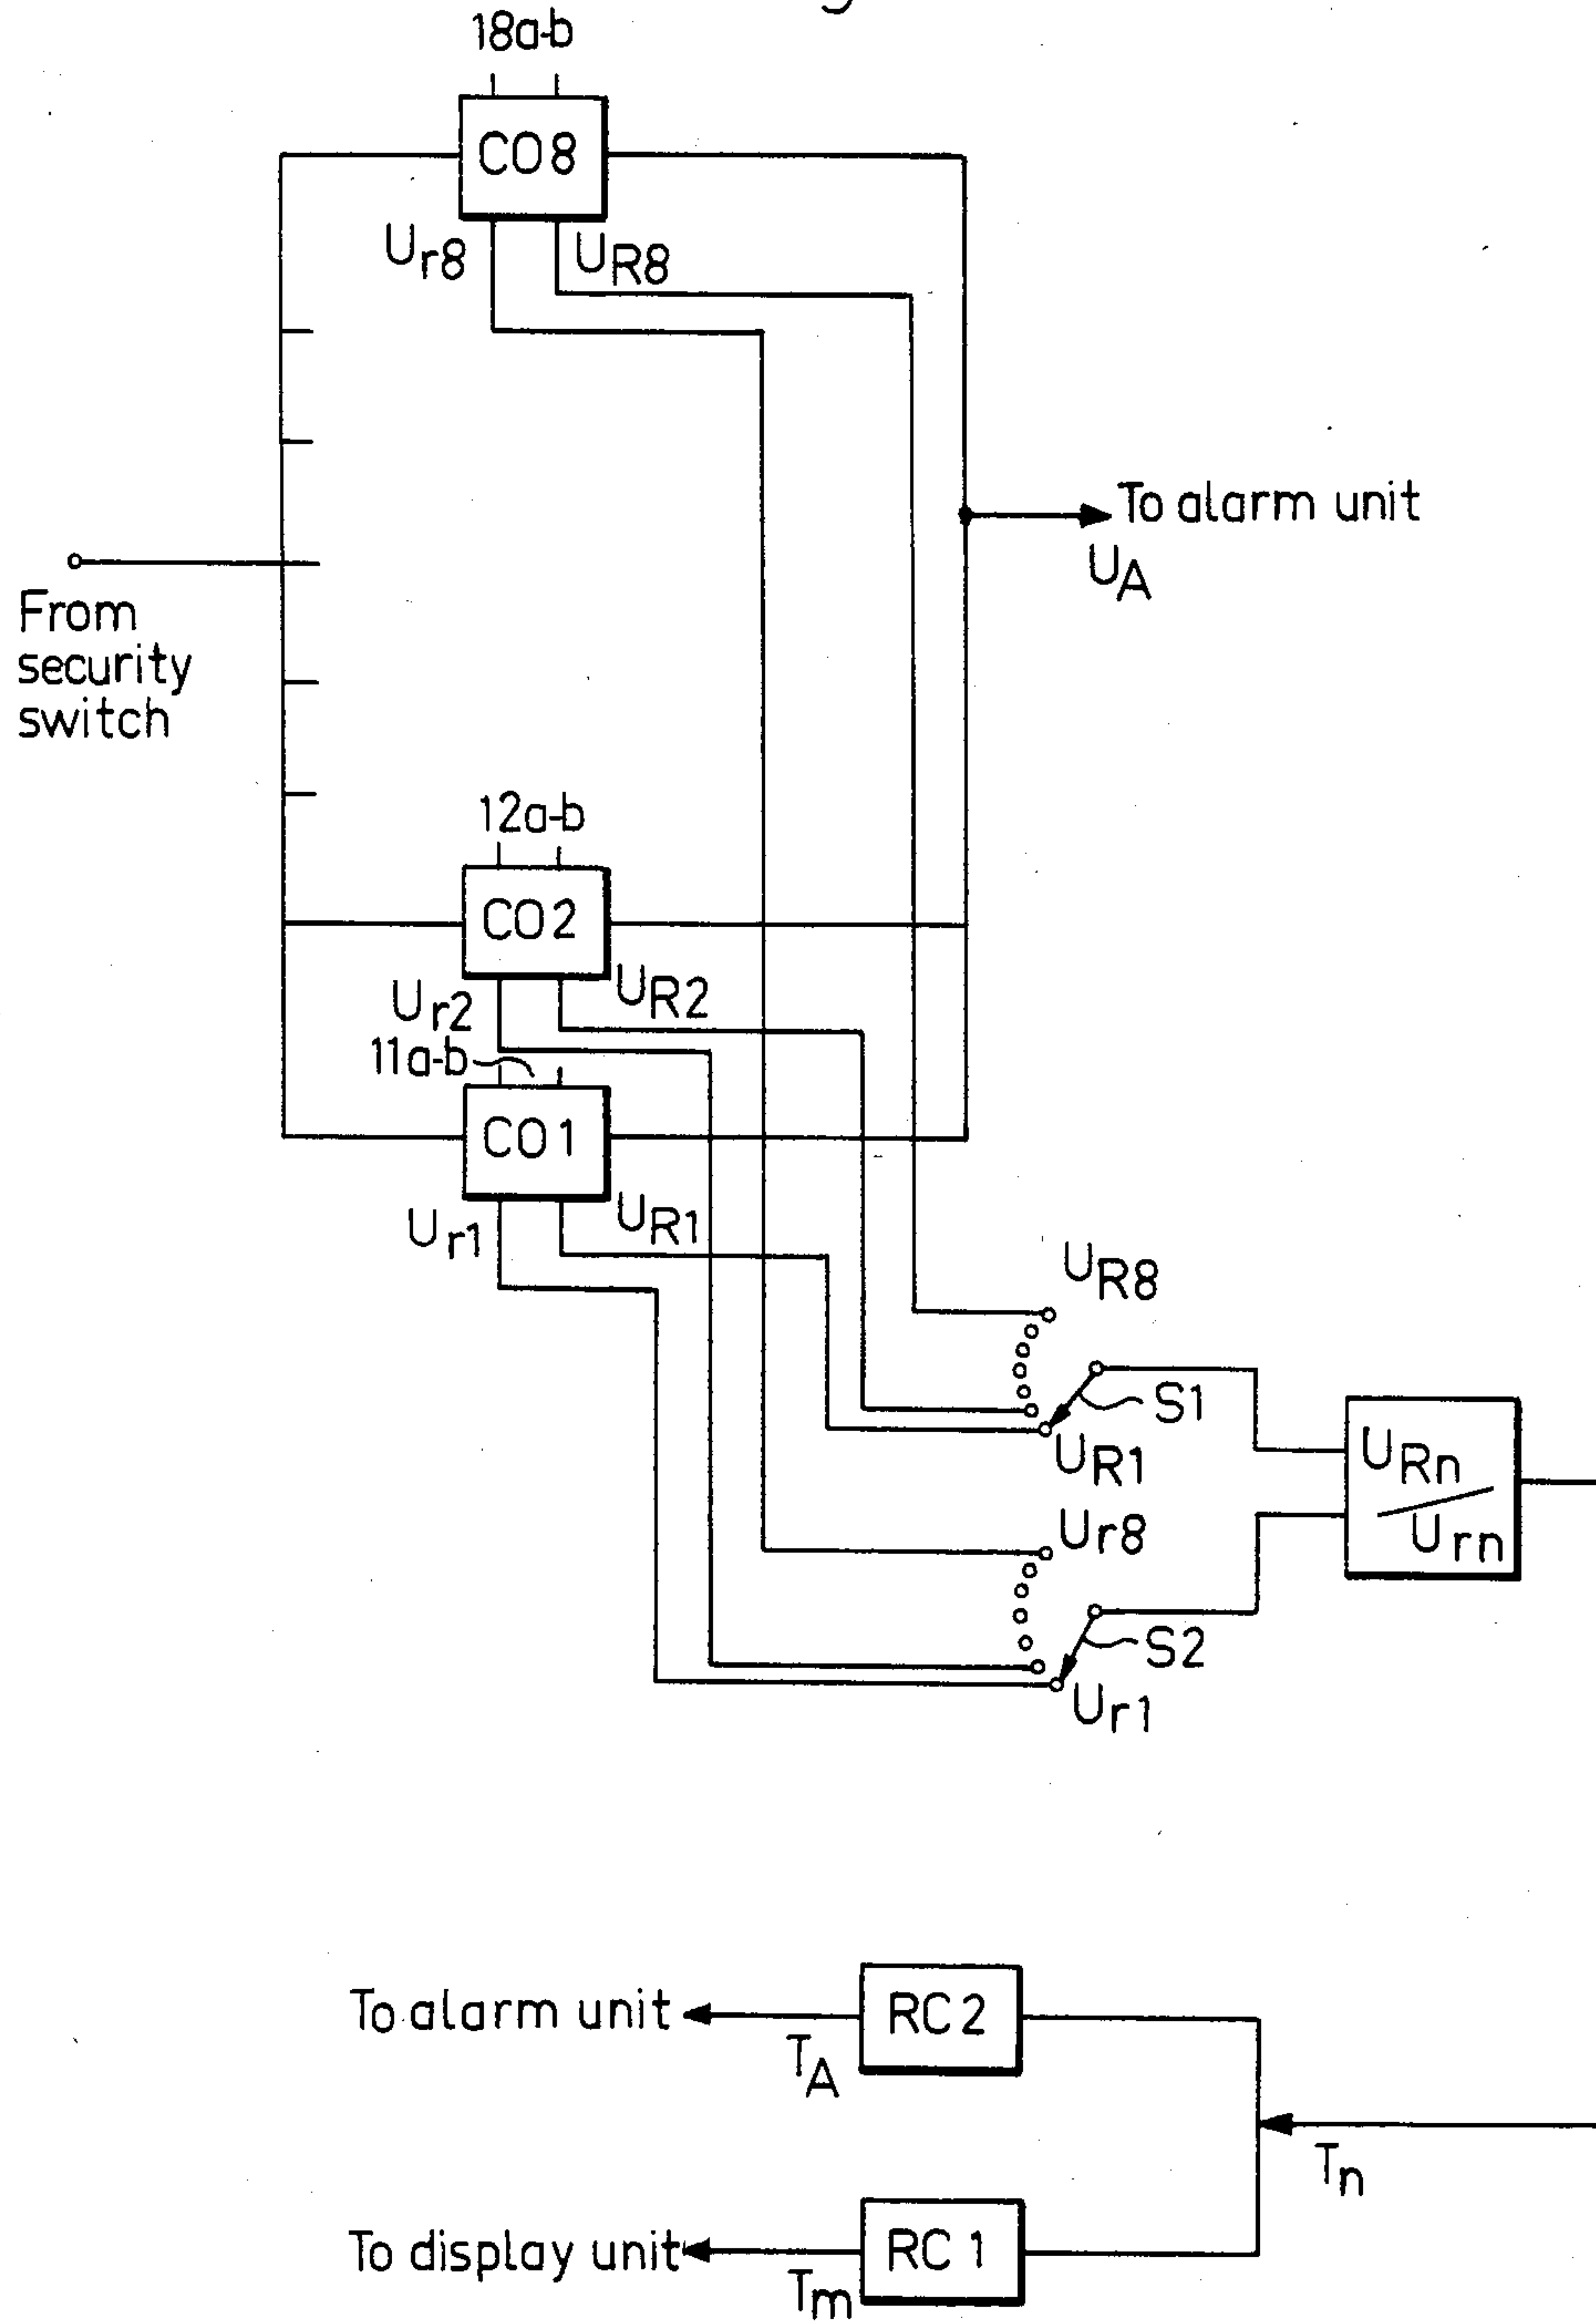 18a-b
CO8
Ur8
UR8
To alarm unit
UA
From
security
switch
12a-b
CO2
Ur2
UR2
11a-b
CO1
Ur1
UR1
UR8
S1
UR1
URn
Urn
Ur8
S2
Ur1
To alarm unit
RC2
TA
Tn
To display unit
RC1
Tm